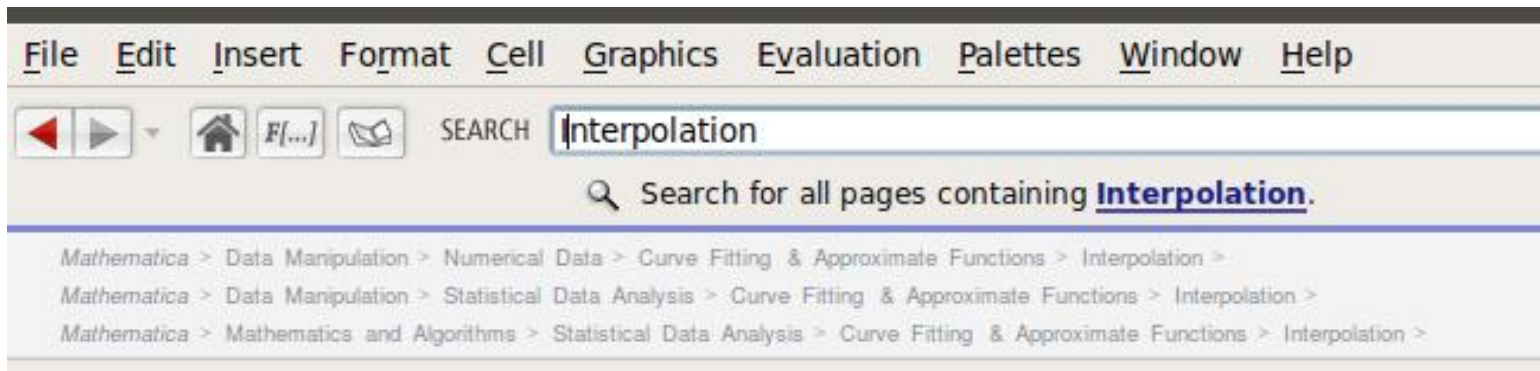 File Edit Insert Format Cell Graphics Evaluation Palettes Window Help
F[...] SEARCH Interpolation
Search for all pages containing Interpolation.
Mathematica > Data Manipulation > Numerical Data > Curve Fitting & Approximate Functions > Interpolation >
Mathematica > Data Manipulation > Statistical Data Analysis > Curve Fitting & Approximate Functions > Interpolation >
Mathematica > Mathematics and Algorithms > Statistical Data Analysis > Curve Fitting & Approximate Functions > Interpolation >